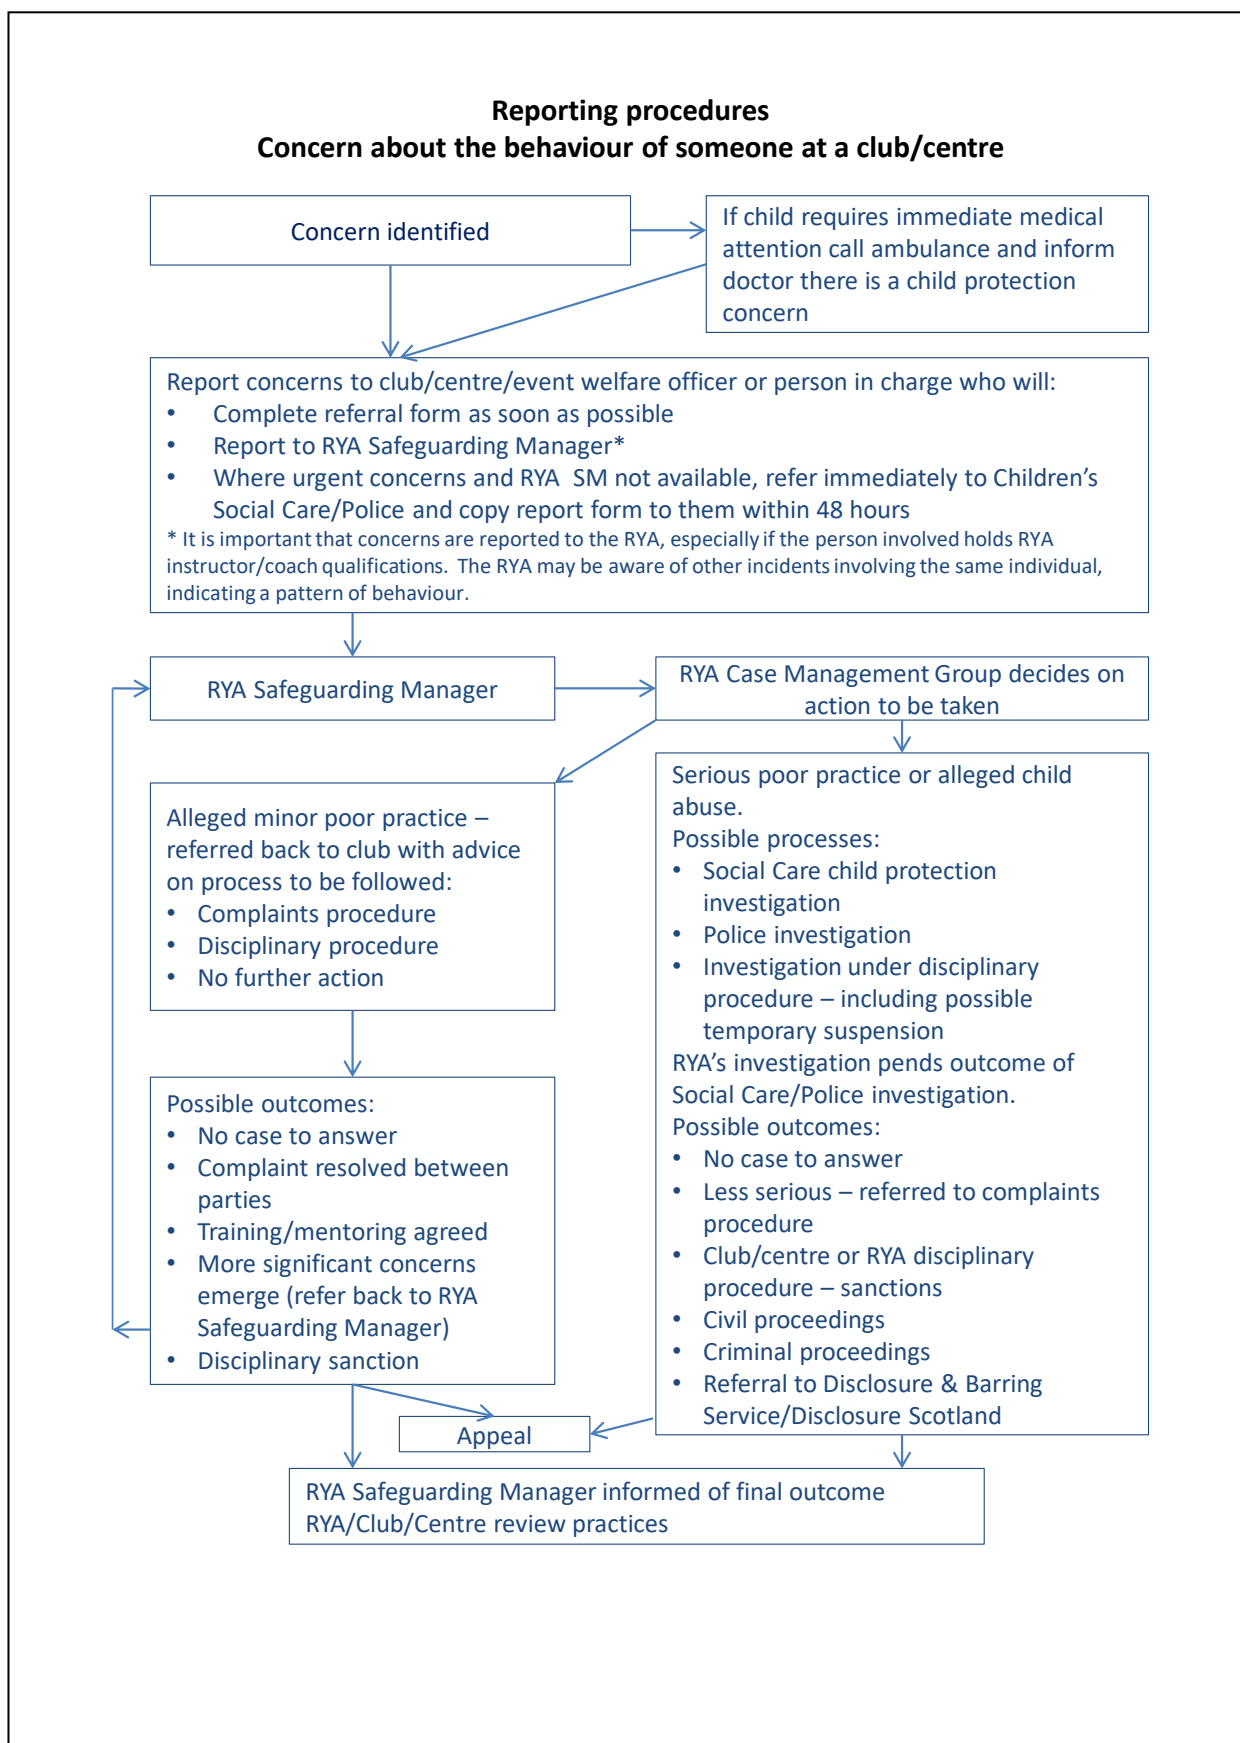 Reporting procedures
Concern about the behaviour of someone at a club/centre
Concern identified
If child requires immediate medical
attention call ambulance and inform
doctor there is a child protection
concern
Report concerns to club/centre/event welfare officer or person in charge who will:
• Complete referral form as soon as possible
• Report to RYA Safeguarding Manager*
• Where urgent concerns and RYA  SM not available, refer immediately to Children’s
Social Care/Police and copy report form to them within 48 hours
* It is important that concerns are reported to the RYA, especially if the person involved holds RYA
instructor/coach qualifications.  The RYA may be aware of other incidents involving the same individual,
indicating a pattern of behaviour.
RYA Safeguarding Manager
RYA Case Management Group decides on
action to be taken
Alleged minor poor practice –
referred back to club with advice
on process to be followed:
• Complaints procedure
• Disciplinary procedure
• No further action
Serious poor practice or alleged child
abuse.
Possible processes:
• Social Care child protection
investigation
• Police investigation
• Investigation under disciplinary
procedure – including possible
temporary suspension
RYA’s investigation pends outcome of
Social Care/Police investigation.
Possible outcomes:
• No case to answer
• Less serious – referred to complaints
procedure
• Club/centre or RYA disciplinary
procedure – sanctions
• Civil proceedings
• Criminal proceedings
• Referral to Disclosure & Barring
Service/Disclosure Scotland
Possible outcomes:
• No case to answer
• Complaint resolved between
parties
• Training/mentoring agreed
• More significant concerns
emerge (refer back to RYA
Safeguarding Manager)
• Disciplinary sanction
Appeal
RYA Safeguarding Manager informed of final outcome
RYA/Club/Centre review practices